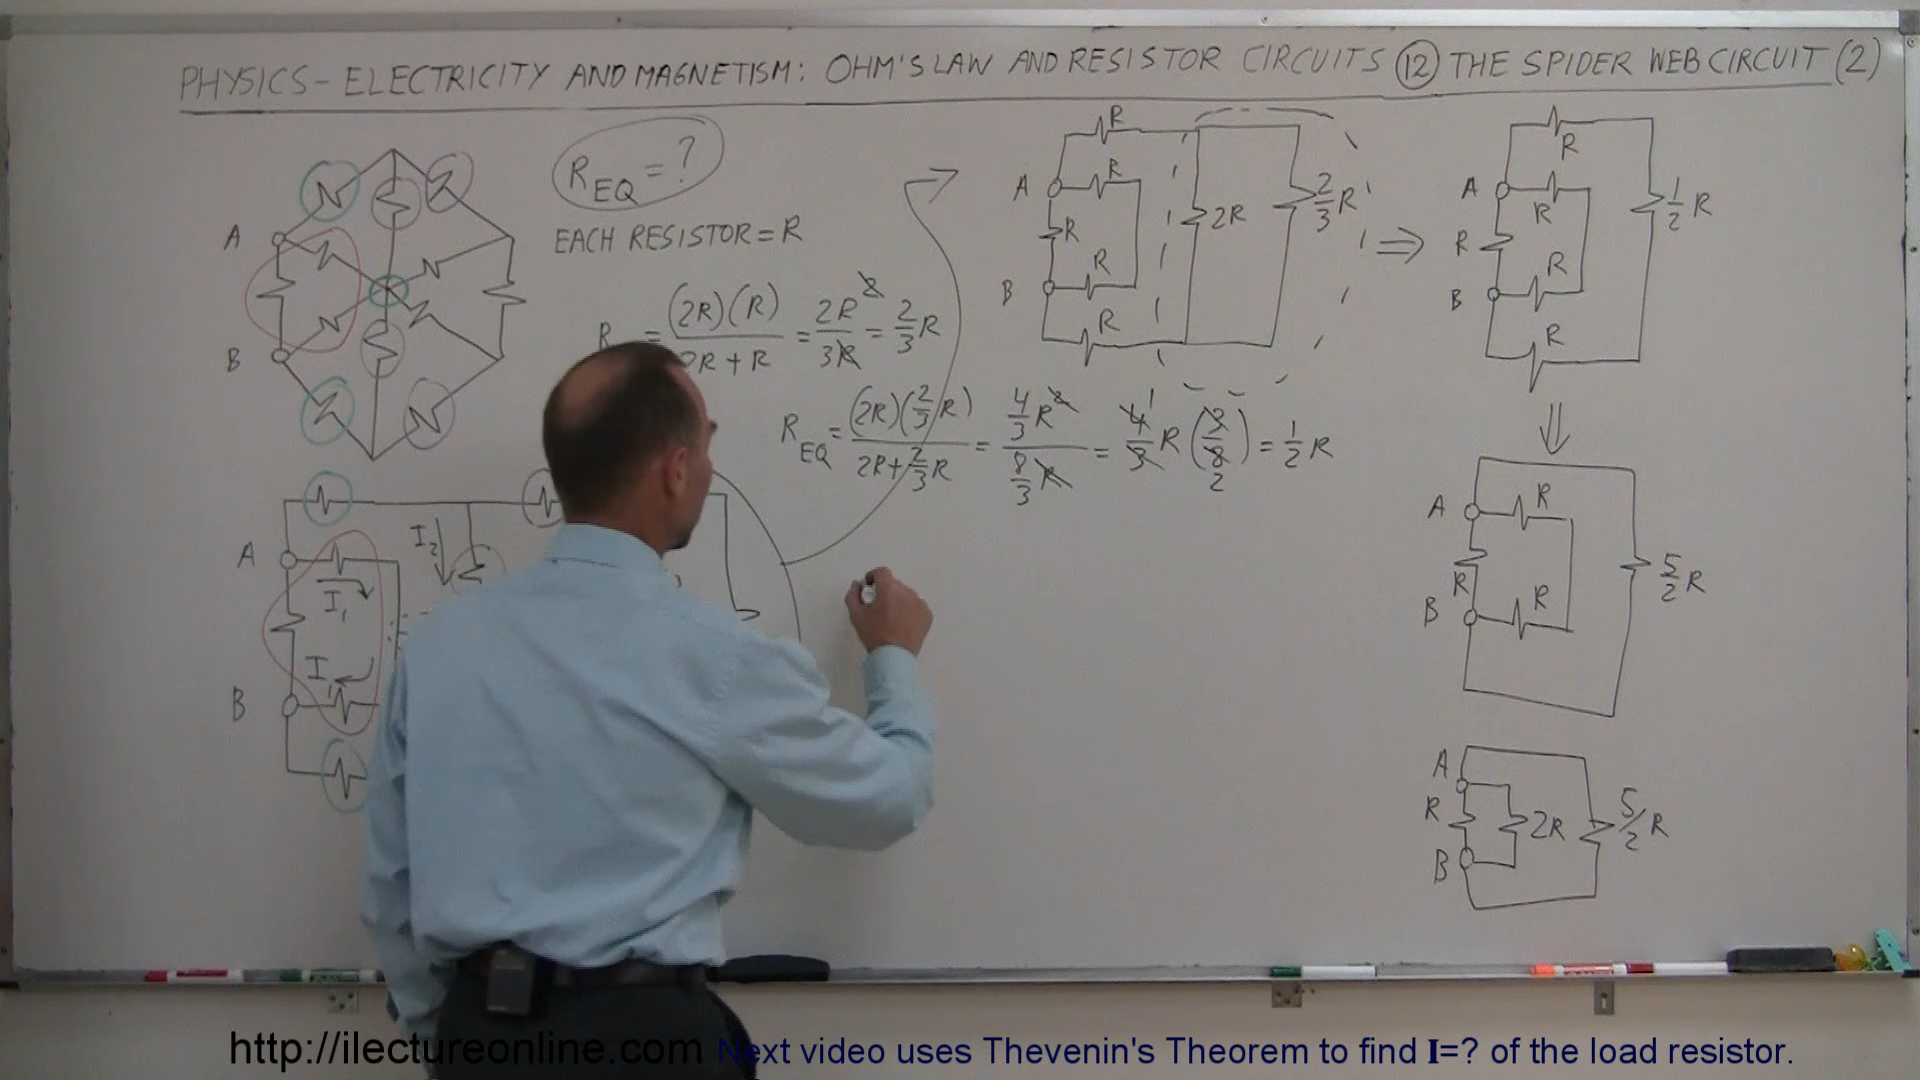 PHYSICS - ELECTRICITY AND MAGNETISM: OHM'S LAW AND RESISTOR CIRCUITS ⑫ THE SPIDER WEB CIRCUIT (2)
R_EQ = ?
EACH RESISTOR = R
A
B
R = (2R)(R) / 2R + R = 2R² / 3R = 2/3 R
R_EQ = (2R)(2/3 R) / 2R + 2/3 R = 4/3 R² / 8/3 R = 4/3 R (3/8) = 1/2 R
1
2
A
B
I₂
I₁
I₁
R
A
R
R
2R
2/3 R
B
R
R
⇒
R
A
R
R
1/2 R
B
R
R
⇓
A
R
R
5/2 R
B
R
A
R
2R
5/2 R
B
http://ilectureonline.com Next video uses Thevenin's Theorem to find I=? of the load resistor.